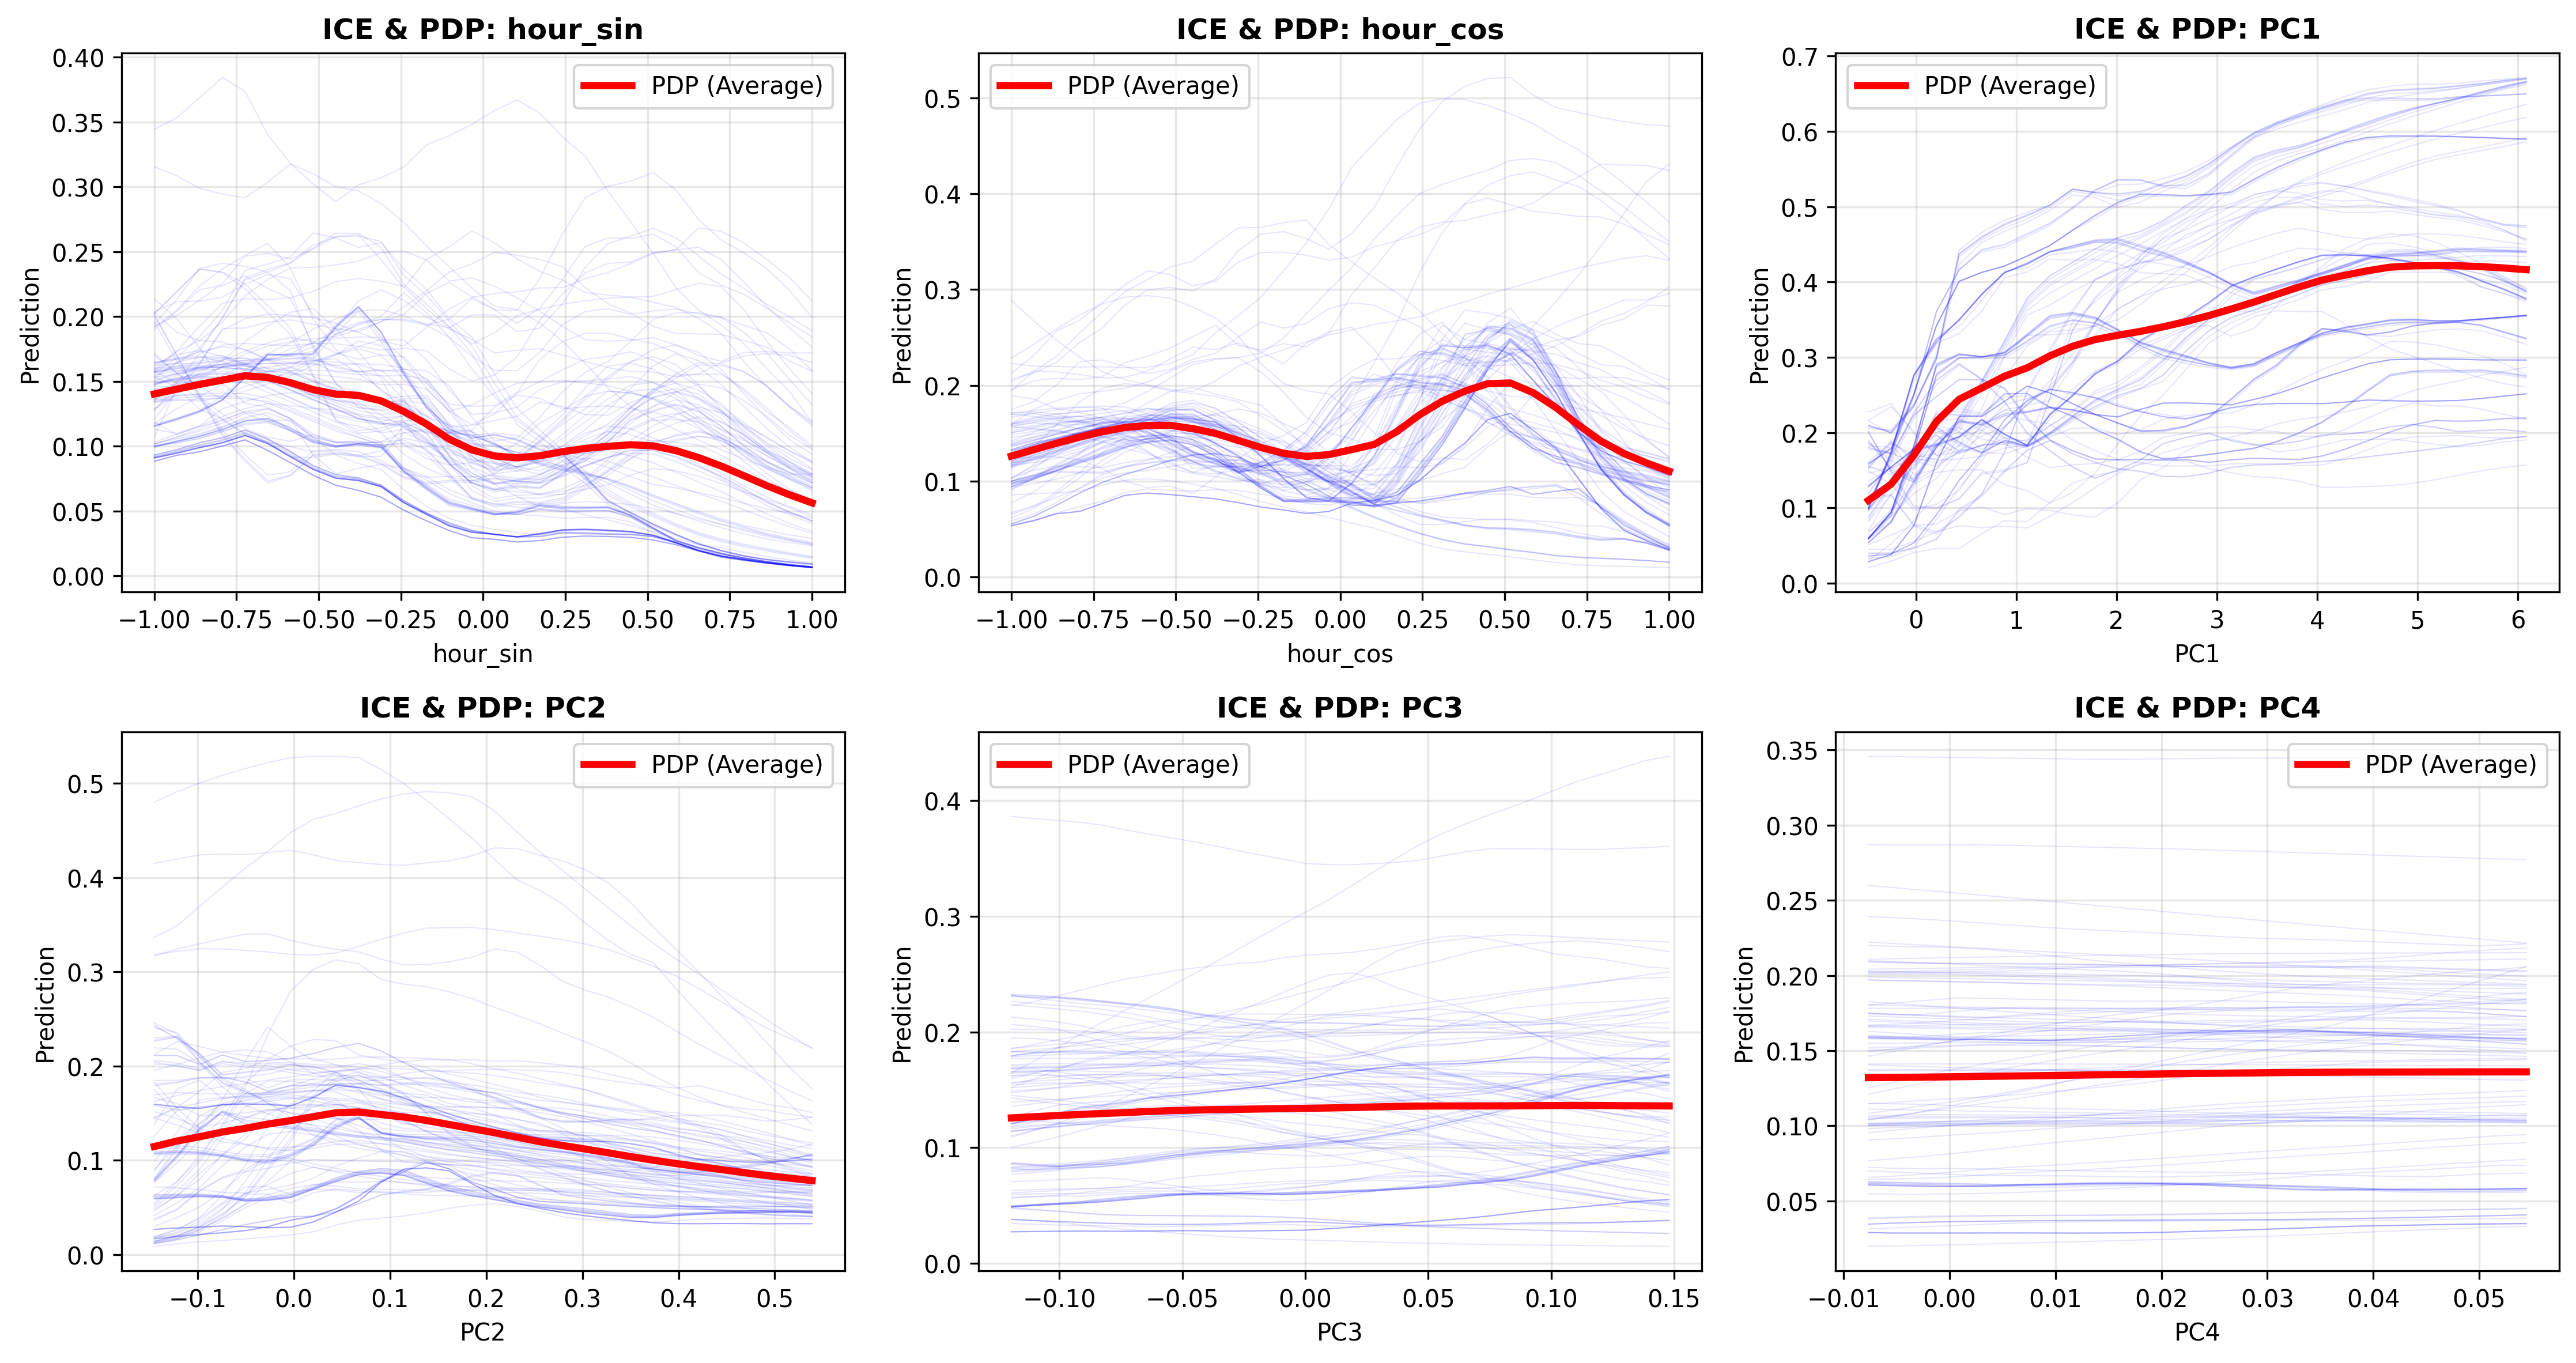 ICE & PDP: hour_sin
PDP (Average)
Prediction
0.40
0.35
0.30
0.25
0.20
0.15
0.10
0.05
0.00
−1.00 −0.75 −0.50 −0.25 0.00 0.25 0.50 0.75 1.00
hour_sin
ICE & PDP: hour_cos
PDP (Average)
Prediction
0.5
0.4
0.3
0.2
0.1
0.0
−1.00 −0.75 −0.50 −0.25 0.00 0.25 0.50 0.75 1.00
hour_cos
ICE & PDP: PC1
PDP (Average)
Prediction
0.7
0.6
0.5
0.4
0.3
0.2
0.1
0.0
0 1 2 3 4 5 6
PC1
ICE & PDP: PC2
PDP (Average)
Prediction
0.5
0.4
0.3
0.2
0.1
0.0
−0.1 0.0 0.1 0.2 0.3 0.4 0.5
PC2
ICE & PDP: PC3
PDP (Average)
Prediction
0.4
0.3
0.2
0.1
0.0
−0.10 −0.05 0.00 0.05 0.10 0.15
PC3
ICE & PDP: PC4
PDP (Average)
Prediction
0.35
0.30
0.25
0.20
0.15
0.10
0.05
−0.01 0.00 0.01 0.02 0.03 0.04 0.05
PC4